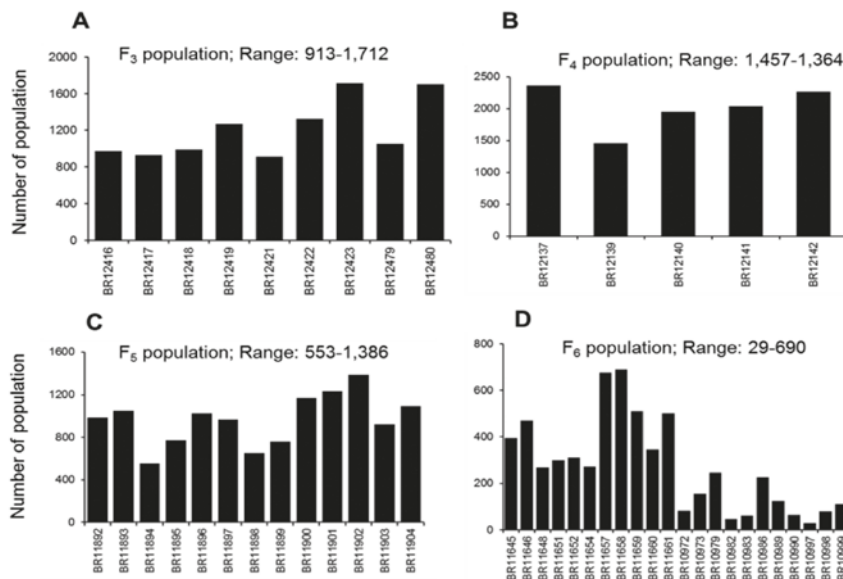 A
F3 population; Range: 913-1,712
Number of population
2000
1600
1200
800
400
0
BR12416
BR12417
BR12418
BR12419
BR12421
BR12422
BR12423
BR12479
BR12480
B
F4 population; Range: 1,457-1,364
2500
2000
1500
1000
500
0
BR12137
BR12139
BR12140
BR12141
BR12142
C
F5 population; Range: 553-1,386
Number of population
1600
1200
800
400
0
BR11892
BR11893
BR11894
BR11895
BR11896
BR11897
BR11898
BR11899
BR11900
BR11901
BR11902
BR11903
BR11904
D
F6 population; Range: 29-690
800
600
400
200
0
BR11645
BR11646
BR11648
BR11651
BR11652
BR11654
BR11657
BR11658
BR11659
BR11660
BR11661
BR10972
BR10973
BR10979
BR10982
BR10983
BR10986
BR10989
BR10990
BR10997
BR10998
BR10999